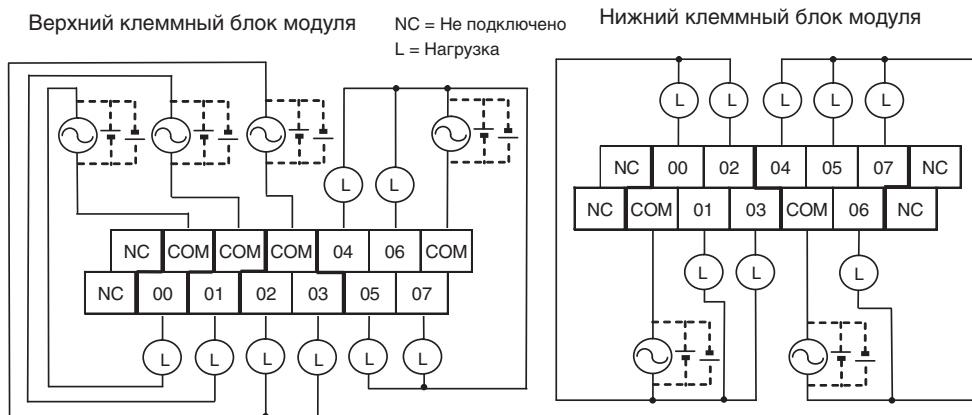 Верхний клеммный блок модуля
NC = Не подключено
L = Нагрузка
L
L
NC COM COM COM 04 06 COM
NC 00 01 02 03 05 07
L L L L L L
Нижний клеммный блок модуля
L L L L L
NC 00 02 04 05 07 NC
NC COM 01 03 COM 06 NC
L L L